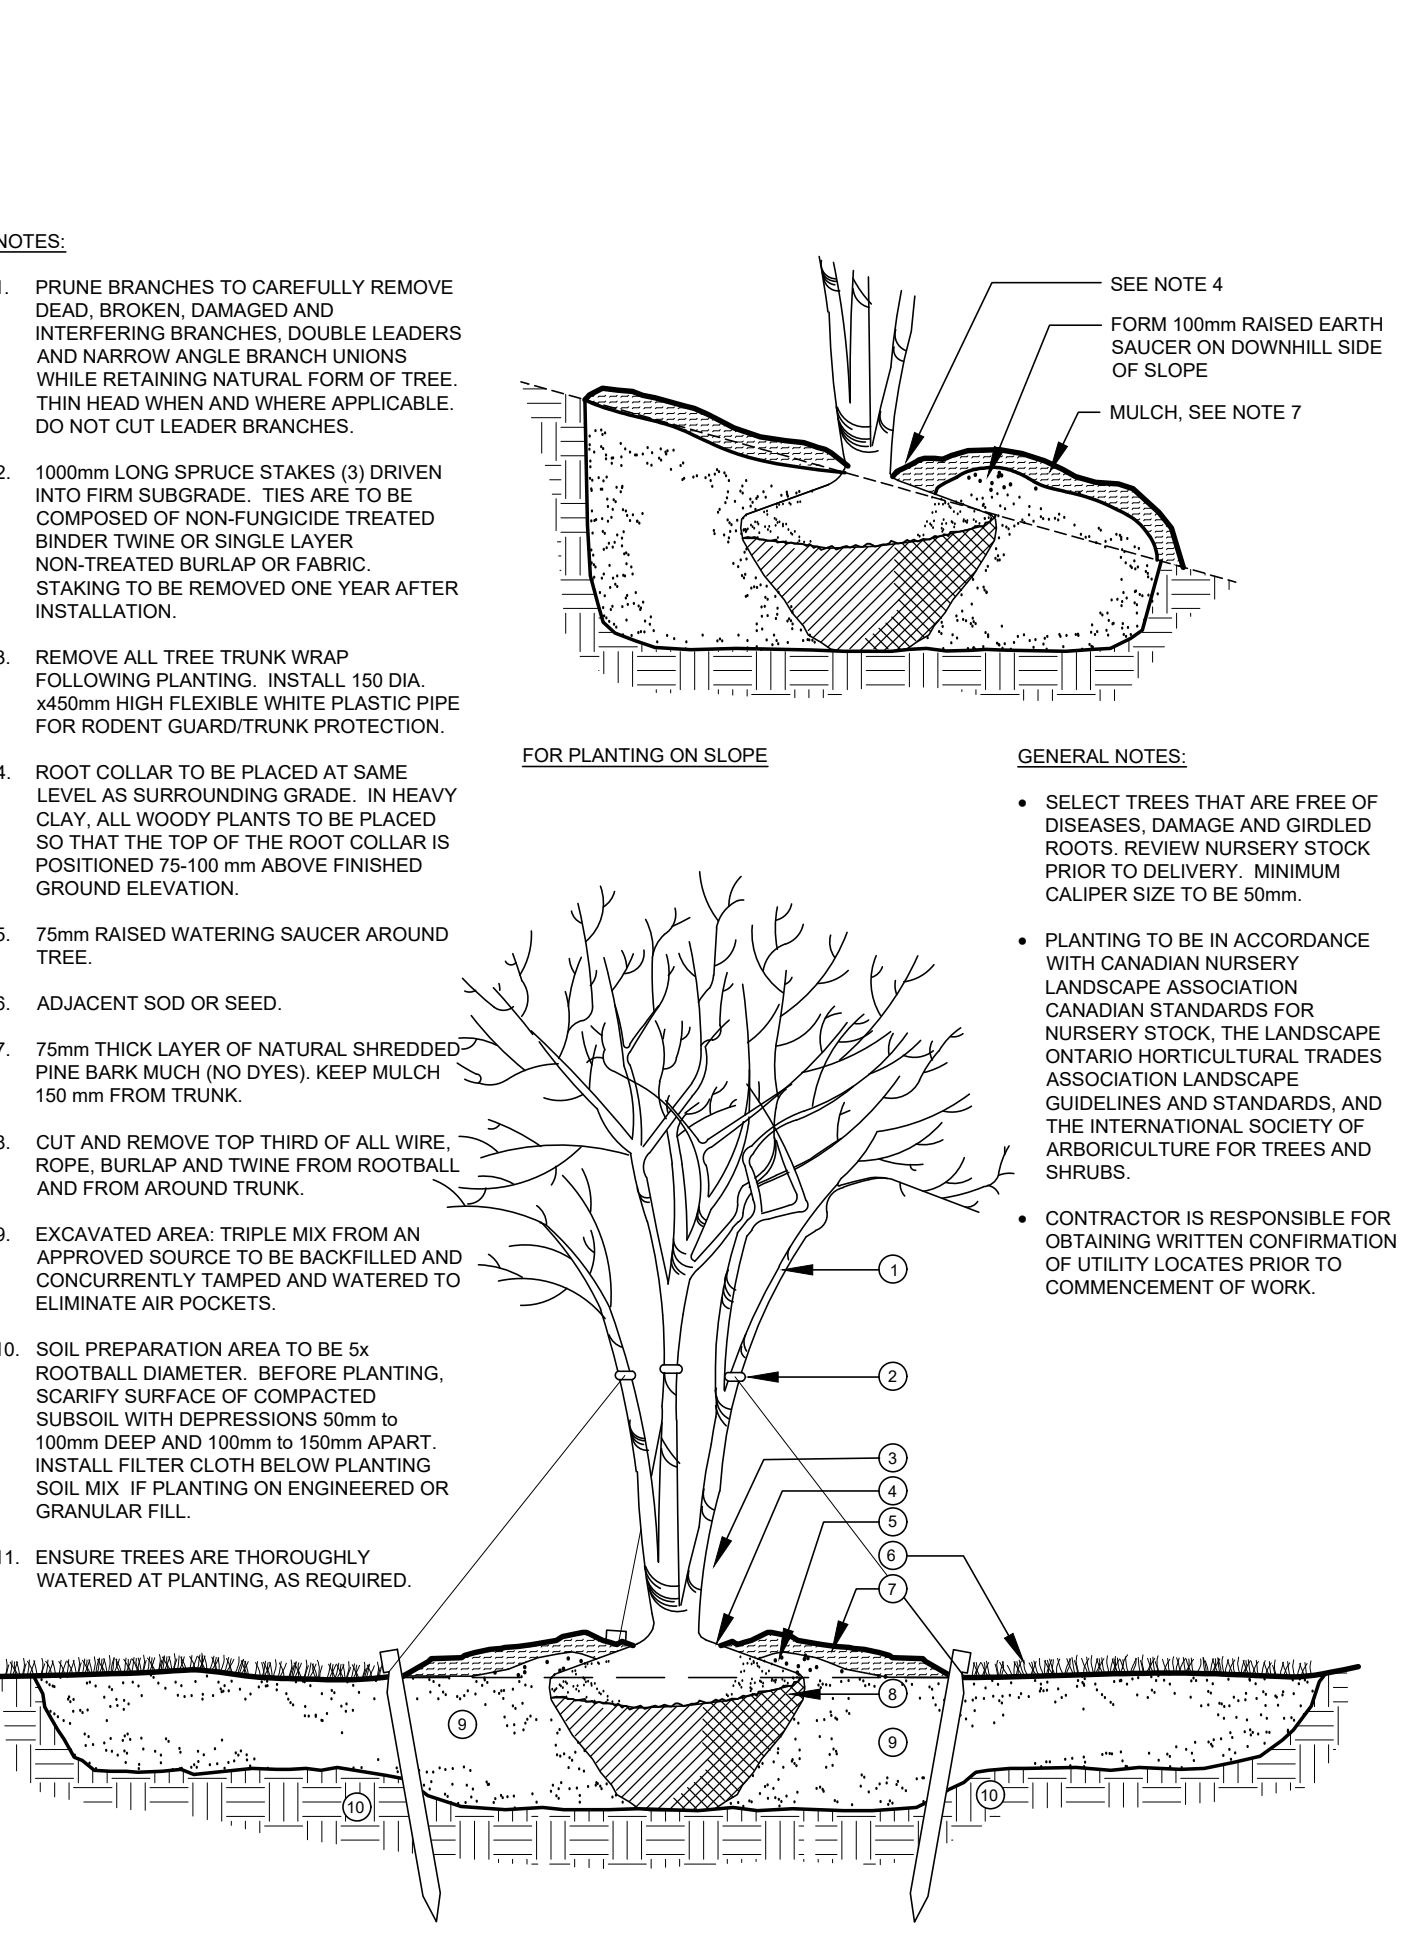 NOTES:
1. PRUNE BRANCHES TO CAREFULLY REMOVE
DEAD, BROKEN, DAMAGED AND
INTERFERING BRANCHES, DOUBLE LEADERS
AND NARROW ANGLE BRANCH UNIONS
WHILE RETAINING NATURAL FORM OF TREE.
THIN HEAD WHEN AND WHERE APPLICABLE.
DO NOT CUT LEADER BRANCHES.
2. 1000mm LONG SPRUCE STAKES (3) DRIVEN
INTO FIRM SUBGRADE. TIES ARE TO BE
COMPOSED OF NON-FUNGICIDE TREATED
BINDER TWINE OR SINGLE LAYER
NON-TREATED BURLAP OR FABRIC.
STAKING TO BE REMOVED ONE YEAR AFTER
INSTALLATION.
3. REMOVE ALL TREE TRUNK WRAP
FOLLOWING PLANTING. INSTALL 150 DIA.
x450mm HIGH FLEXIBLE WHITE PLASTIC PIPE
FOR RODENT GUARD/TRUNK PROTECTION.
4. ROOT COLLAR TO BE PLACED AT SAME
LEVEL AS SURROUNDING GRADE. IN HEAVY
CLAY, ALL WOODY PLANTS TO BE PLACED
SO THAT THE TOP OF THE ROOT COLLAR IS
POSITIONED 75-100 mm ABOVE FINISHED
GROUND ELEVATION.
5. 75mm RAISED WATERING SAUCER AROUND
TREE.
6. ADJACENT SOD OR SEED.
7. 75mm THICK LAYER OF NATURAL SHREDDED
PINE BARK MUCH (NO DYES). KEEP MULCH
150 mm FROM TRUNK.
8. CUT AND REMOVE TOP THIRD OF ALL WIRE,
ROPE, BURLAP AND TWINE FROM ROOTBALL
AND FROM AROUND TRUNK.
9. EXCAVATED AREA: TRIPLE MIX FROM AN
APPROVED SOURCE TO BE BACKFILLED AND
CONCURRENTLY TAMPED AND WATERED TO
ELIMINATE AIR POCKETS.
10. SOIL PREPARATION AREA TO BE 5x
ROOTBALL DIAMETER. BEFORE PLANTING,
SCARIFY SURFACE OF COMPACTED
SUBSOIL WITH DEPRESSIONS 50mm to
100mm DEEP AND 100mm to 150mm APART.
INSTALL FILTER CLOTH BELOW PLANTING
SOIL MIX IF PLANTING ON ENGINEERED OR
GRANULAR FILL.
11. ENSURE TREES ARE THOROUGHLY
WATERED AT PLANTING, AS REQUIRED.
SEE NOTE 4
FORM 100mm RAISED EARTH
SAUCER ON DOWNHILL SIDE
OF SLOPE
MULCH, SEE NOTE 7
FOR PLANTING ON SLOPE
GENERAL NOTES:
• SELECT TREES THAT ARE FREE OF
DISEASES, DAMAGE AND GIRDLED
ROOTS. REVIEW NURSERY STOCK
PRIOR TO DELIVERY. MINIMUM
CALIPER SIZE TO BE 50mm.
• PLANTING TO BE IN ACCORDANCE
WITH CANADIAN NURSERY
LANDSCAPE ASSOCIATION
CANADIAN STANDARDS FOR
NURSERY STOCK, THE LANDSCAPE
ONTARIO HORTICULTURAL TRADES
ASSOCIATION LANDSCAPE
GUIDELINES AND STANDARDS, AND
THE INTERNATIONAL SOCIETY OF
ARBORICULTURE FOR TREES AND
SHRUBS.
• CONTRACTOR IS RESPONSIBLE FOR
OBTAINING WRITTEN CONFIRMATION
OF UTILITY LOCATES PRIOR TO
COMMENCEMENT OF WORK.
1
2
3
4
5
6
7
8
9
9
10
10